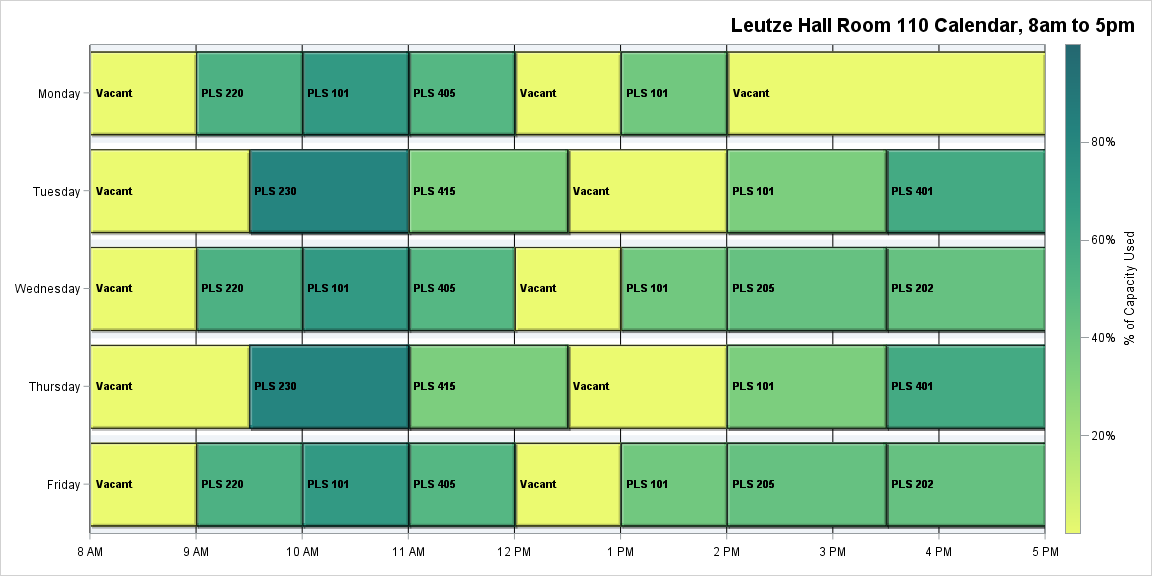 Leutze Hall Room 110 Calendar, 8am to 5pm
Monday
Vacant
PLS 220
PLS 101
PLS 405
Vacant
PLS 101
Vacant
Tuesday
Vacant
PLS 230
PLS 415
Vacant
PLS 101
PLS 401
Wednesday
Vacant
PLS 220
PLS 101
PLS 405
Vacant
PLS 101
PLS 205
PLS 202
Thursday
Vacant
PLS 230
PLS 415
Vacant
PLS 101
PLS 401
Friday
Vacant
PLS 220
PLS 101
PLS 405
Vacant
PLS 101
PLS 205
PLS 202
8 AM
9 AM
10 AM
11 AM
12 PM
1 PM
2 PM
3 PM
4 PM
5 PM
80%
60%
40%
20%
% of Capacity Used